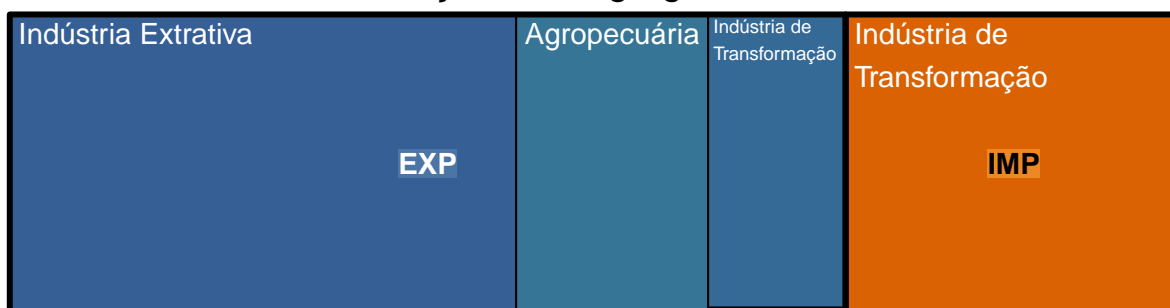 Indústria Extrativa
Agropecuária
Indústria de
Transformação
Indústria de
Transformação
EXP
IMP